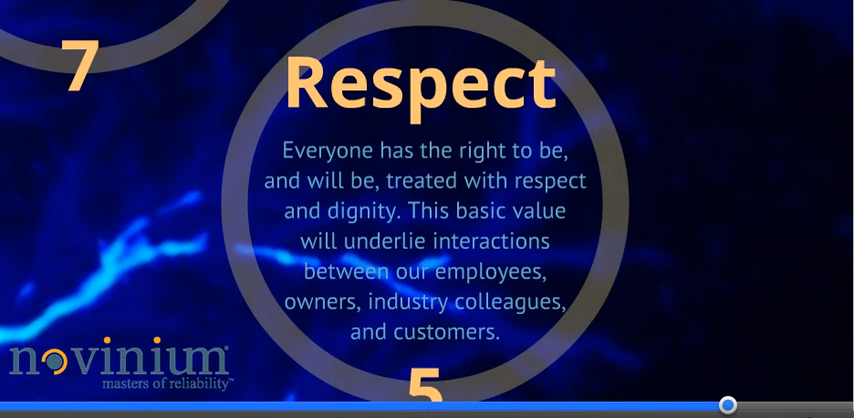 7
Respect
Everyone has the right to be,
and will be, treated with respect
and dignity. This basic value
will underlie interactions
between our employees,
owners, industry colleagues,
and customers.
5
novinium®
masters of reliability™